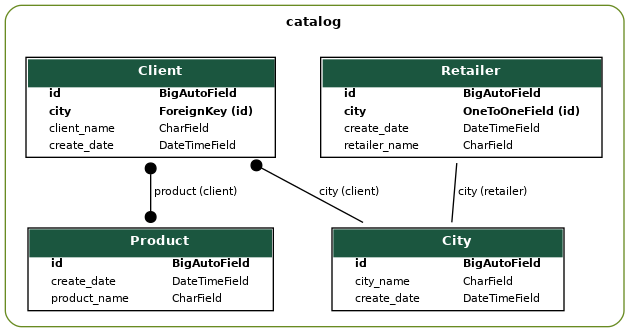 catalog
Client
id BigAutoField
city ForeignKey (id)
client_name CharField
create_date DateTimeField
Retailer
id BigAutoField
city OneToOneField (id)
create_date DateTimeField
retailer_name CharField
product (client)
city (client)
city (retailer)
Product
id BigAutoField
create_date DateTimeField
product_name CharField
City
id BigAutoField
city_name CharField
create_date DateTimeField